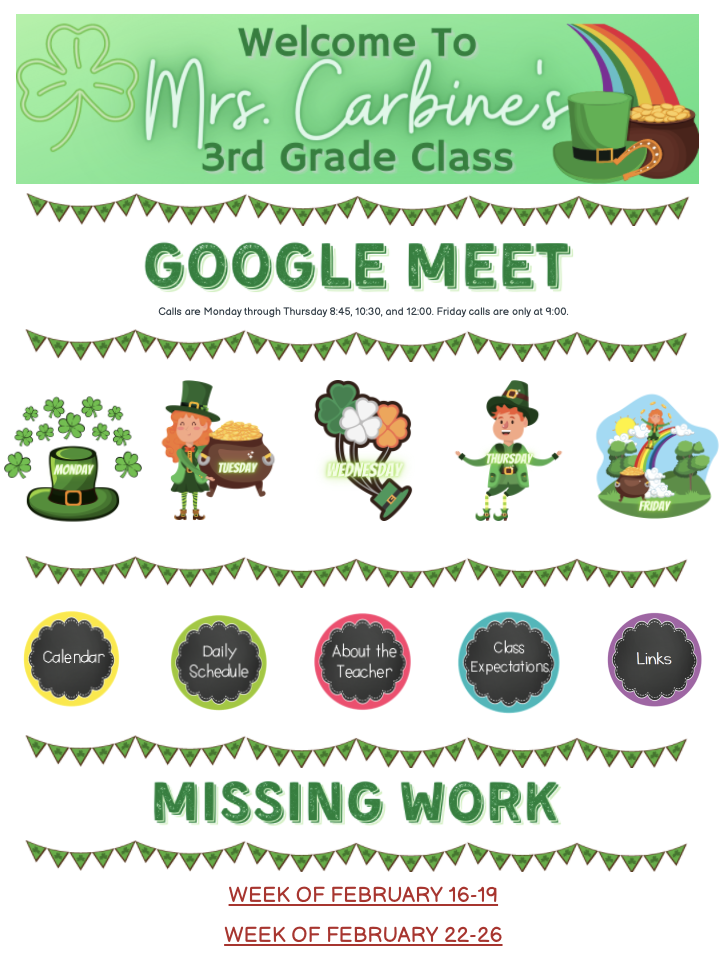 Welcome To
Mrs. Carbine's
3rd Grade Class
GOOGLE MEET
Calls are Monday through Thursday 8:45, 10:30, and 12:00. Friday calls are only at 9:00.
MONDAY
TUESDAY
WEDNESDAY
THURSDAY
FRIDAY
Calendar
Daily
Schedule
About the
Teacher
Class
Expectations
Links
MISSING WORK
WEEK OF FEBRUARY 16-19
WEEK OF FEBRUARY 22-26